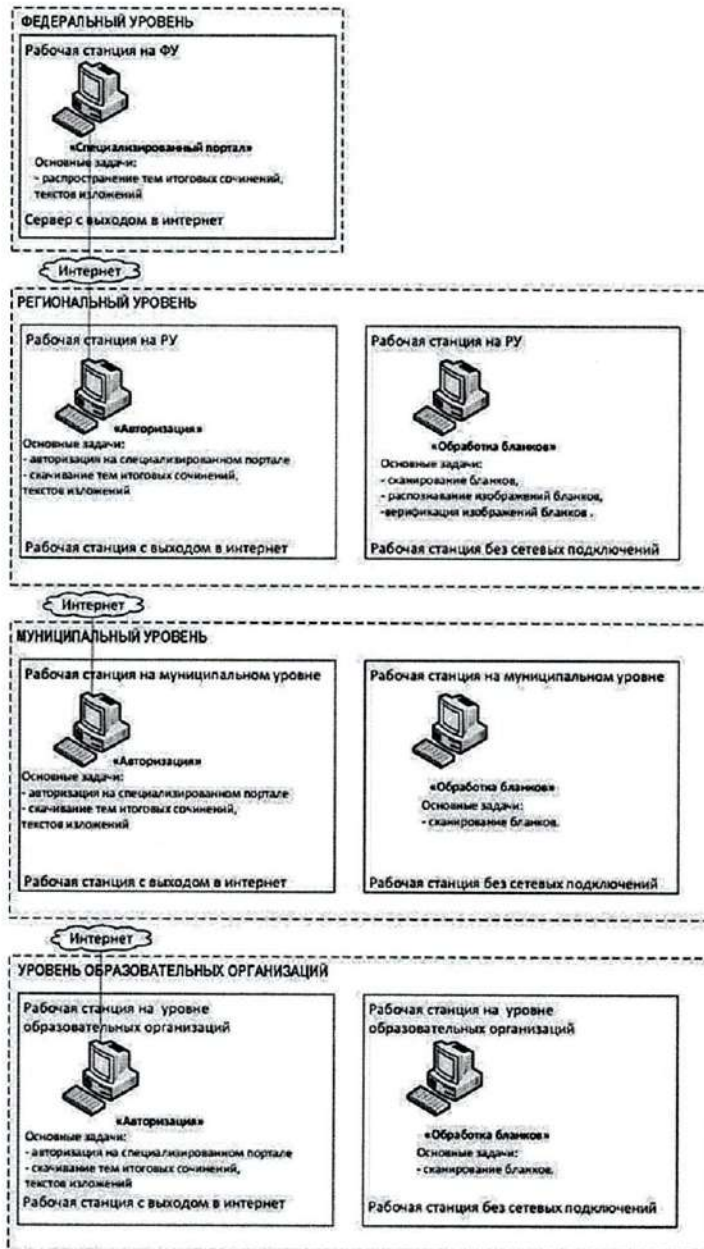 ФЕДЕРАЛЬНЫЙ УРОВЕНЬ
Рабочая станция на ФУ
«Специализированный портал»
Основные задачи:
- распространение тем итоговых сочинений,
текстов изложений
Сервер с выходом в интернет
Интернет
РЕГИОНАЛЬНЫЙ УРОВЕНЬ
Рабочая станция на РУ
«Авторизация»
Основные задачи:
- авторизация на специализированном портале
- скачивание тем итоговых сочинений,
текстов изложений
Рабочая станция с выходом в интернет
Рабочая станция на РУ
«Обработка бланков»
Основные задачи:
- сканирование бланков,
- распознавание изображений бланков,
-верификация изображений бланков .
Рабочая станция без сетевых подключений
Интернет
МУНИЦИПАЛЬНЫЙ УРОВЕНЬ
Рабочая станция на муниципальном уровне
«Авторизация»
Основные задачи:
- авторизация на специализированном портале
- скачивание тем итоговых сочинений,
текстов изложений
Рабочая станция с выходом в интернет
Рабочая станция на муниципальном уровне
«Обработка бланков»
Основные задачи:
- сканирование бланков.
Рабочая станция без сетевых подключений
Интернет
УРОВЕНЬ ОБРАЗОВАТЕЛЬНЫХ ОРГАНИЗАЦИЙ
Рабочая станция на уровне
образовательных организаций
«Авторизация»
Основные задачи:
- авторизация на специализированном портале
- скачивание тем итоговых сочинений,
текстов изложений
Рабочая станция с выходом в интернет
Рабочая станция на уровне
образовательных организаций
«Обработка бланков»
Основные задачи:
- сканирование бланков.
Рабочая станция без сетевых подключений